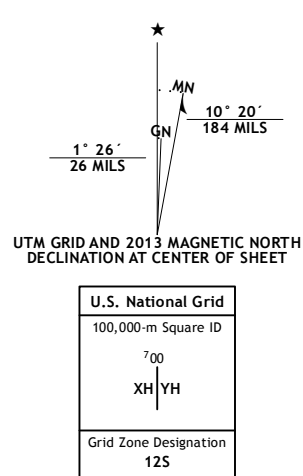 MN
GN
10° 20´
184 MILS
1° 26´
26 MILS
UTM GRID AND 2013 MAGNETIC NORTH
DECLINATION AT CENTER OF SHEET
U.S. National Grid
100,000-m Square ID
700
XH YH
Grid Zone Designation
12S